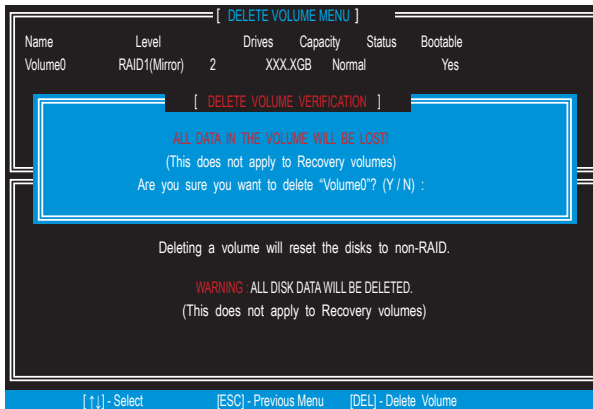 [ DELETE VOLUME MENU ]
Name Level Drives Capacity Status Bootable
Volume0 RAID1(Mirror) 2 XXX.XGB Normal Yes
[ DELETE VOLUME VERIFICATION ]
ALL DATA IN THE VOLUME WILL BE LOST!
(This does not apply to Recovery volumes)
Are you sure you want to delete “Volume0”? (Y / N) :
Deleting a volume will reset the disks to non-RAID.
WARNING : ALL DISK DATA WILL BE DELETED.
(This does not apply to Recovery volumes)
[ ↑↓] - Select [ESC] - Previous Menu [DEL] - Delete Volume